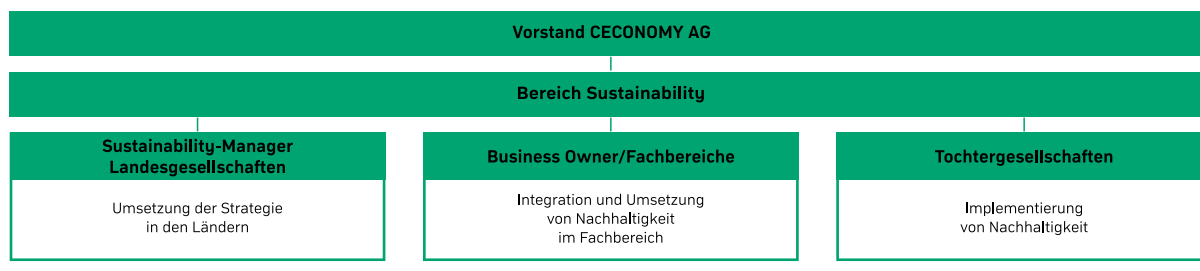 Vorstand CECONOMY AG
Bereich Sustainability
Sustainability-Manager
Landesgesellschaften
Umsetzung der Strategie
in den Ländern
Business Owner/Fachbereiche
Integration und Umsetzung
von Nachhaltigkeit
im Fachbereich
Tochtergesellschaften
Implementierung
von Nachhaltigkeit